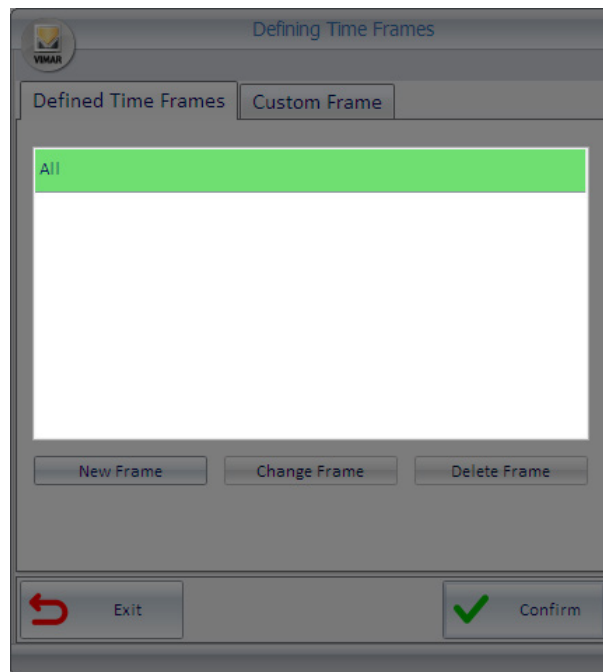 Defining Time Frames
VIMAR
Defined Time Frames
Custom Frame
All
New Frame
Change Frame
Delete Frame
Exit
Confirm